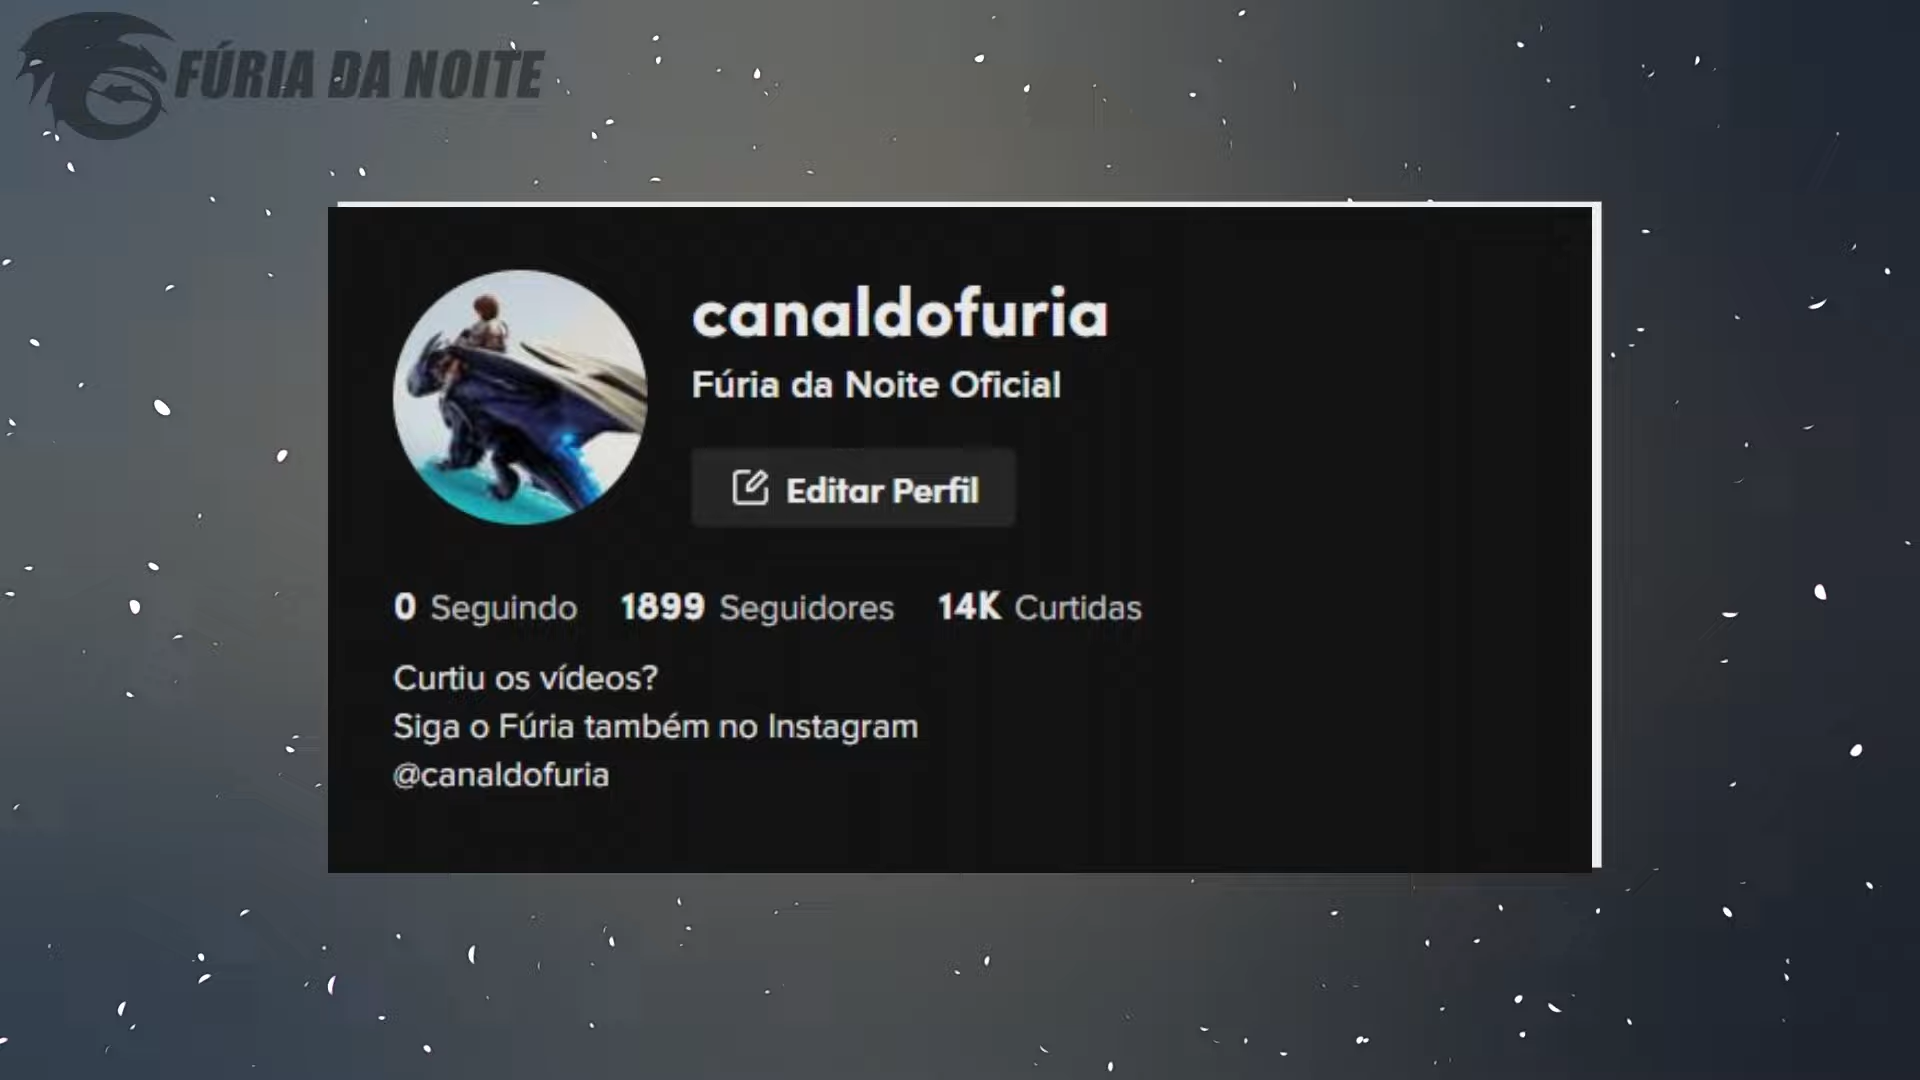 FÚRIA DA NOITE
canaldofuria
Fúria da Noite Oficial
Editar Perfil
0 Seguindo 1899 Seguidores 14K Curtidas
Curtiu os vídeos?
Siga o Fúria também no Instagram
@canaldofuria